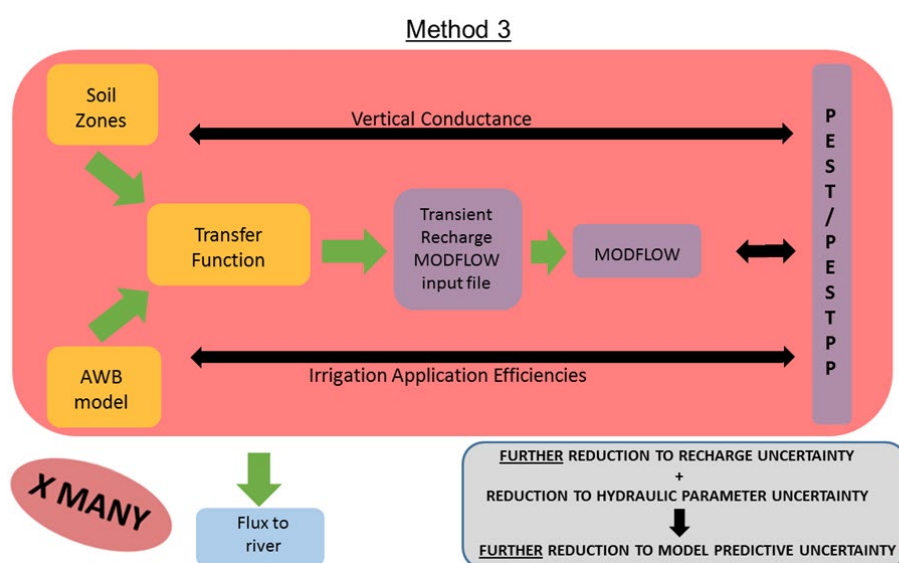 Method 3
Soil
Zones
Vertical Conductance
Transfer
Function
Transient
Recharge
MODFLOW
input file
MODFLOW
PEST/PESTPP
AWB
model
Irrigation Application Efficiencies
X MANY
Flux to
river
FURTHER REDUCTION TO RECHARGE UNCERTAINTY
+
REDUCTION TO HYDRAULIC PARAMETER UNCERTAINTY
FURTHER REDUCTION TO MODEL PREDICTIVE UNCERTAINTY